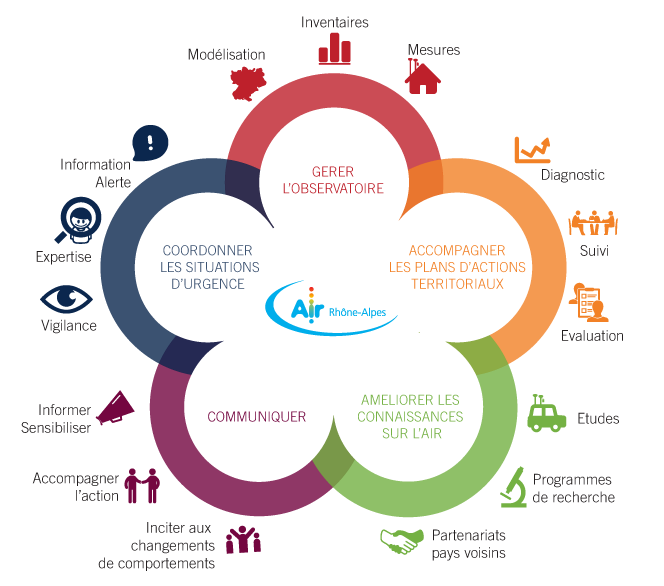 Inventaires
Modélisation
Mesures
GERER
L'OBSERVATOIRE
Diagnostic
Suivi
Evaluation
ACCOMPAGNER
LES PLANS D'ACTIONS
TERRITORIAUX
Etudes
Programmes
de recherche
Partenariats
pays voisins
AMELIORER LES
CONNAISSANCES
SUR L'AIR
COMMUNIQUER
Informer
Sensibiliser
Accompagner
l'action
Inciter aux
changements
de comportements
COORDONNER
LES SITUATIONS
D'URGENCE
Information
Alerte
Expertise
Vigilance
Air Rhône-Alpes